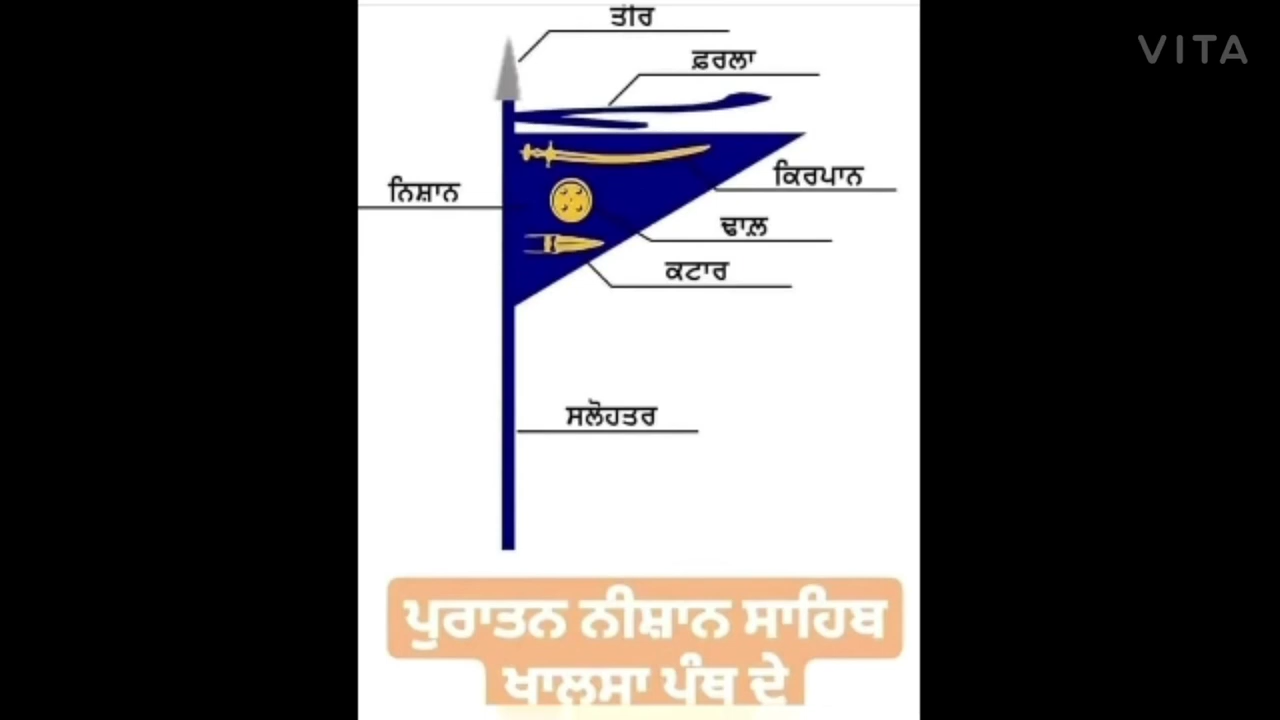 ਤੀਰ
VITA
ਫ਼ਰਲਾ
ਕਿਰਪਾਨ
ਨਿਸ਼ਾਨ
ਢਾਲ਼
ਕਟਾਰ
ਸਲੋਹਤਰ
ਪੁਰਾਤਨ ਨੀਸ਼ਾਨ ਸਾਹਿਬ
ਖਾਲਸਾ ਪੰਥ ਦੇ